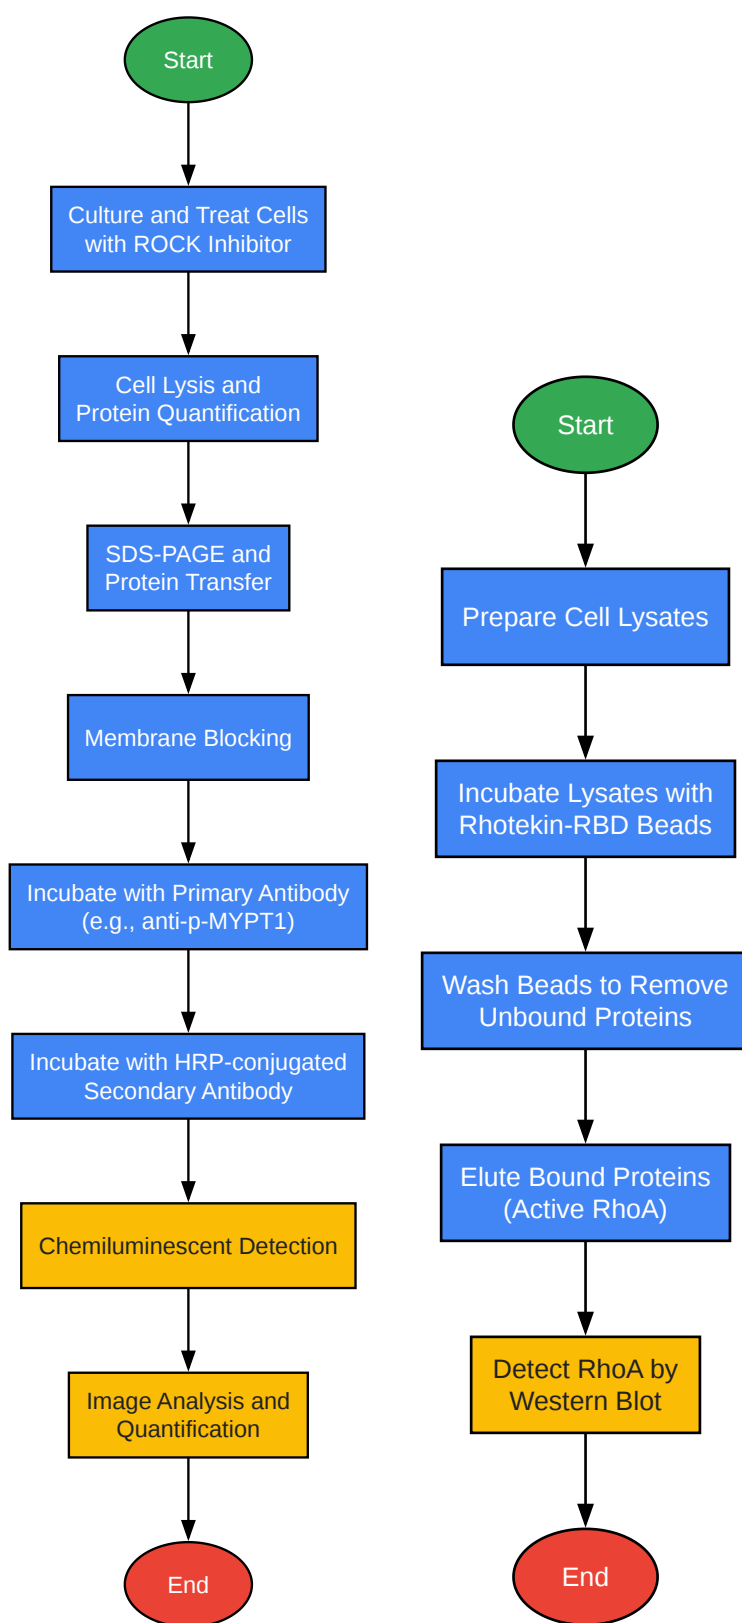 Start
Culture and Treat Cells
with ROCK Inhibitor
Cell Lysis and
Protein Quantification
SDS-PAGE and
Protein Transfer
Membrane Blocking
Incubate with Primary Antibody
(e.g., anti-p-MYPT1)
Incubate with HRP-conjugated
Secondary Antibody
Chemiluminescent Detection
Image Analysis and
Quantification
End
Start
Prepare Cell Lysates
Incubate Lysates with
Rhotekin-RBD Beads
Wash Beads to Remove
Unbound Proteins
Elute Bound Proteins
(Active RhoA)
Detect RhoA by
Western Blot
End